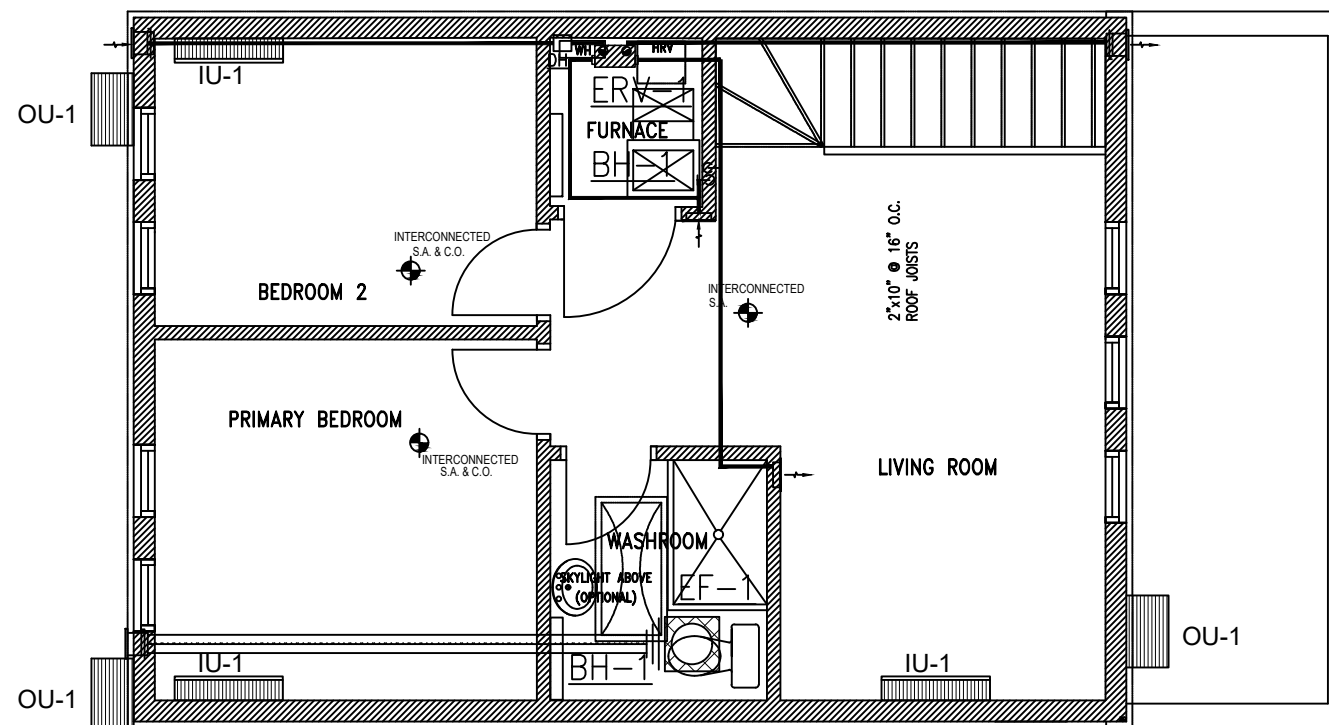 WH
HRV
IU-1
DH
OU-1
ERV-1
FURNACE
BH-1
INTERCONNECTED
S.A. & C.O.
BEDROOM 2
INTERCONNECTED
S.A.
2"x10" @ 16" O.C.
ROOF JOISTS
PRIMARY BEDROOM
INTERCONNECTED
S.A. & C.O.
LIVING ROOM
WASHROOM
SKYLIGHT ABOVE
(OPTIONAL)
EF-1
OU-1
IU-1
BH-1
IU-1
OU-1